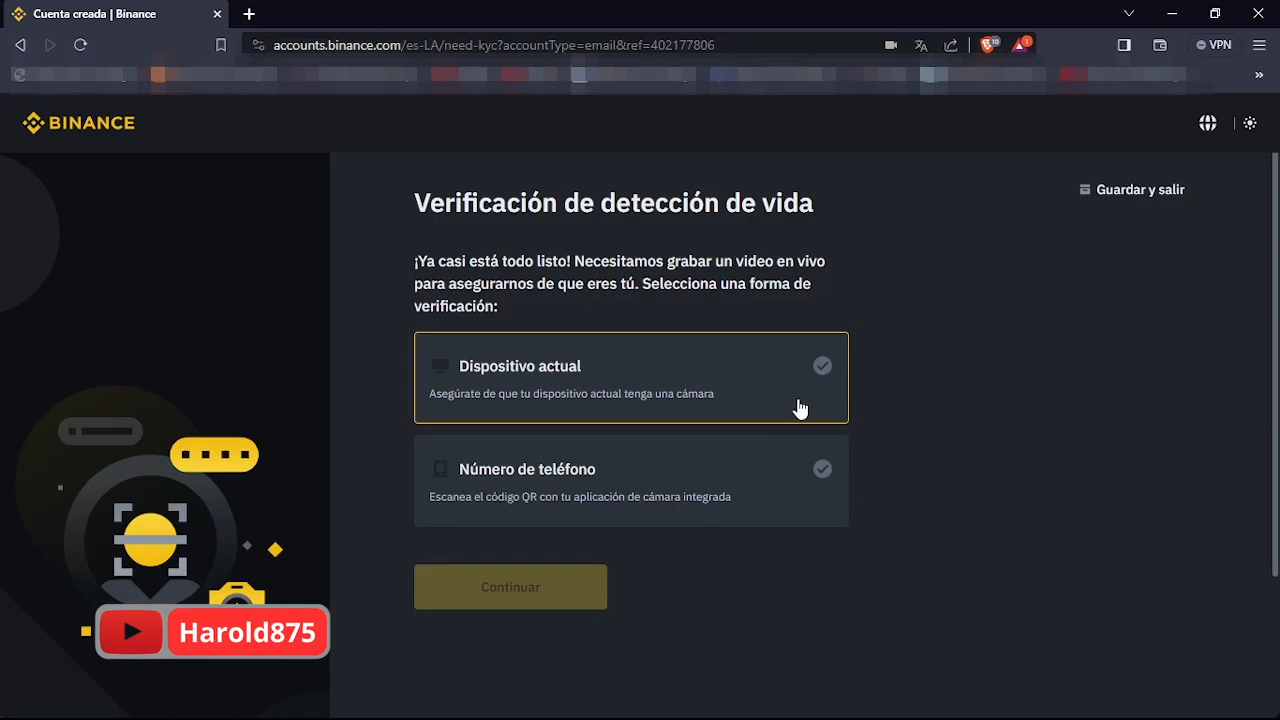 Cuenta creada | Binance
accounts.binance.com/es-LA/need-kyc?accountType=email&ref=402177806
10
1
VPN
BINANCE
Guardar y salir
Verificación de detección de vida
¡Ya casi está todo listo! Necesitamos grabar un video en vivo
para asegurarnos de que eres tú. Selecciona una forma de
verificación:
Dispositivo actual
Asegúrate de que tu dispositivo actual tenga una cámara
Número de teléfono
Escanea el código QR con tu aplicación de cámara integrada
Continuar
Harold875